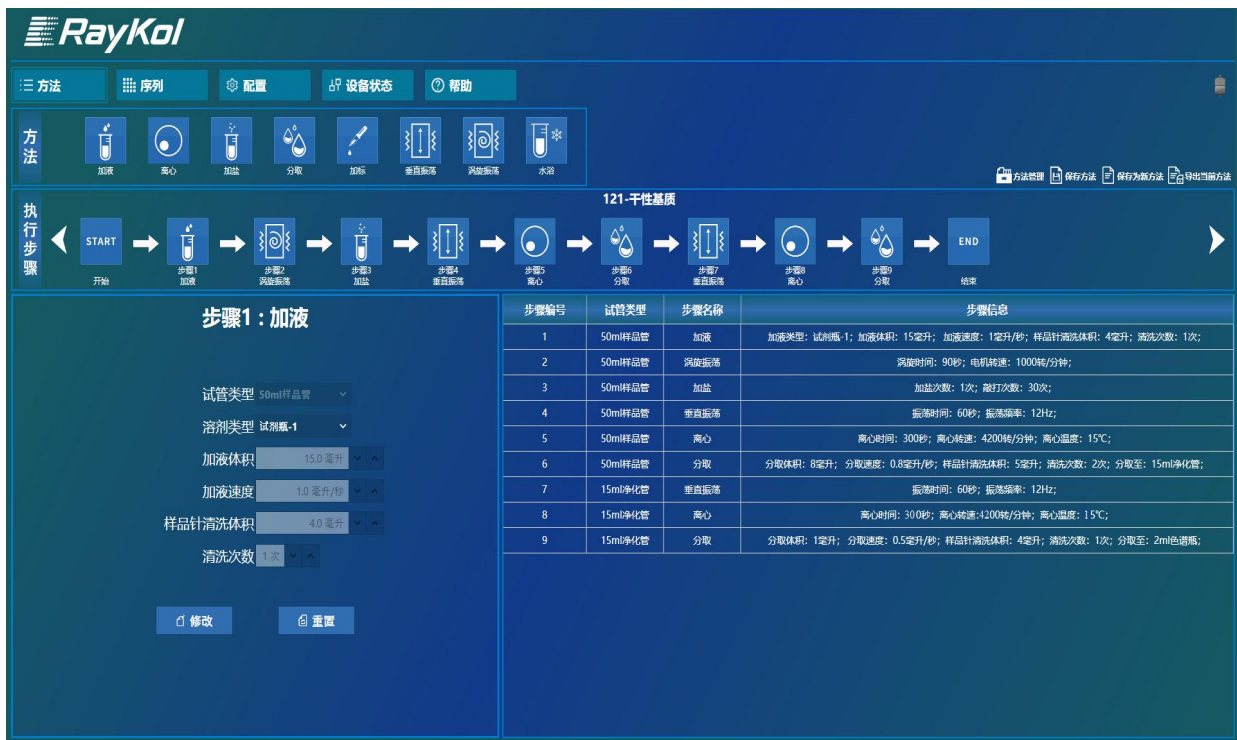 RayKol
方法 序列 配置 设备状态 帮助
方法
加液 离心 加盐 分取 加标 垂直振荡 涡旋振荡 水浴
方法管理 保存方法 保存为新方法 导出当前方法
121-干性基质
执行步骤
START END
开始 步骤1 加液 步骤2 涡旋振荡 步骤3 加盐 步骤4 垂直振荡 步骤5 离心 步骤6 分取 步骤7 垂直振荡 步骤8 离心 步骤9 分取 结束
步骤1：加液
试管类型 50ml样品管
溶剂类型 试剂瓶-1
加液体积 15.0 毫升
加液速度 1.0 毫升/秒
样品针清洗体积 4.0 毫升
清洗次数 1 次
修改 重置
步骤编号 试管类型 步骤名称 步骤信息
1 50ml样品管 加液 加液类型：试剂瓶-1；加液体积：15毫升；加液速度：1毫升/秒；样品针清洗体积：4毫升；清洗次数：1次；
2 50ml样品管 涡旋振荡 涡旋时间：90秒；电机转速：1000转/分钟；
3 50ml样品管 加盐 加盐次数：1次；敲打次数：30次；
4 50ml样品管 垂直振荡 振荡时间：60秒；振荡频率：12Hz；
5 50ml样品管 离心 离心时间：300秒；离心转速：4200转/分钟；离心温度：15℃；
6 50ml样品管 分取 分取体积：8毫升；分取速度：0.8毫升/秒；样品针清洗体积：5毫升；清洗次数：2次；分取至：15ml净化管；
7 15ml净化管 垂直振荡 振荡时间：60秒；振荡频率：12Hz；
8 15ml净化管 离心 离心时间：300秒；离心转速:4200转/分钟；离心温度：15℃；
9 15ml净化管 分取 分取体积：1毫升；分取速度：0.5毫升/秒；样品针清洗体积：4毫升；清洗次数：1次；分取至：2ml色谱瓶；